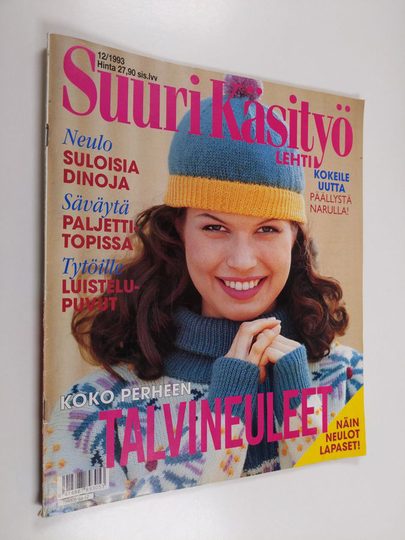 12/1993
Hinta 27,90 sis.lvv
Suuri Käsityö
LEHTI
Neulo
SULOISIA
DINOJA
Säväytä
PALJETTI-
TOPISSA
Tytöille
LUISTELU-
PUVUT
KOKEILE
UUTTA
PÄÄLLYSTÄ
NARULLA!
KOKO PERHEEN
TALVINEULEET
NÄIN
NEULOT
LAPASET!